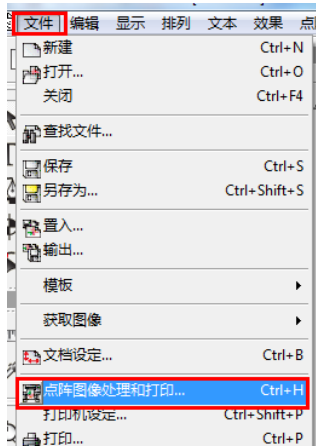 文件 编辑 显示 排列 文本 效果
新建 Ctrl+N
打开... Ctrl+O
关闭 Ctrl+F4
查找文件...
保存 Ctrl+S
另存为... Ctrl+Shift+S
置入...
输出...
模板
获取图像
文档设定... Ctrl+B
点阵图像处理和打印... Ctrl+H
打印机设定... Ctrl+Shift+P
打印... Ctrl+P